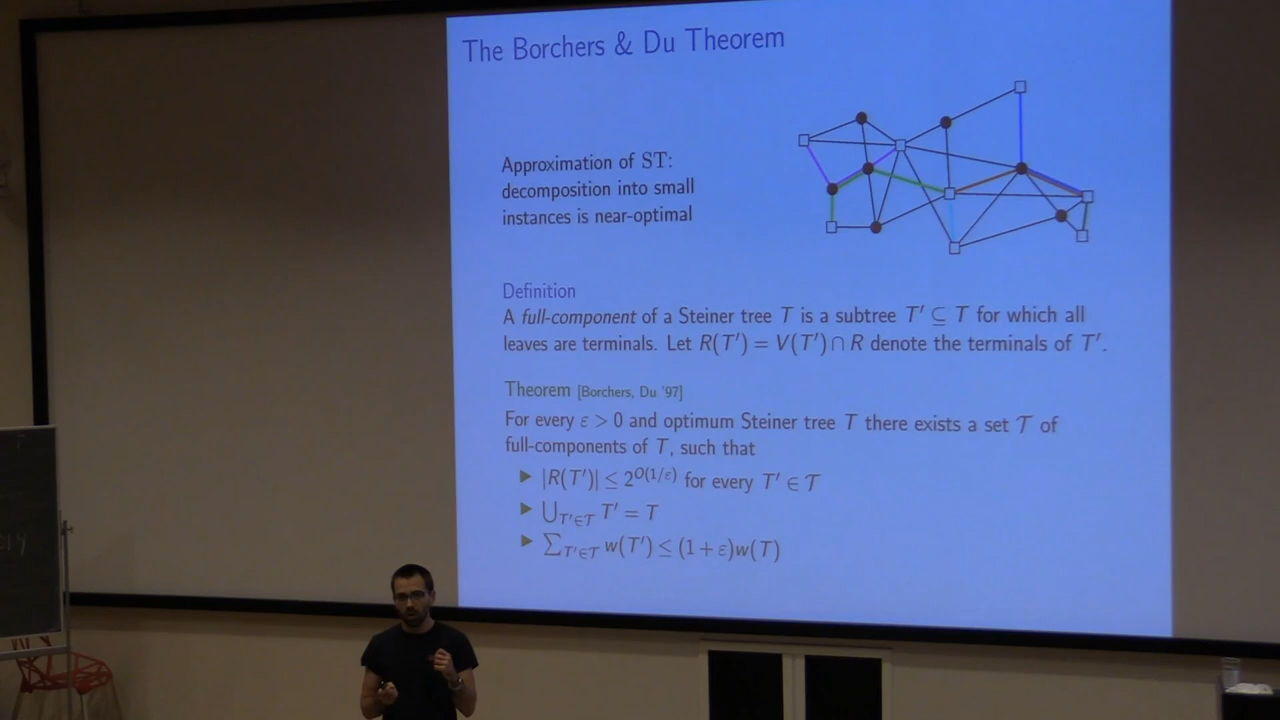 The Borchers & Du Theorem
Approximation of ST:
decomposition into small
instances is near-optimal
Definition
A full-component of a Steiner tree T is a subtree T′ ⊆ T for which all
leaves are terminals. Let R(T′) = V(T′) ∩ R denote the terminals of T′.
Theorem [Borchers, Du '97]
For every ε > 0 and optimum Steiner tree T there exists a set 𝒯 of
full-components of T, such that
▶ |R(T′)| ≤ 2^{O(1/ε)} for every T′ ∈ 𝒯
▶ ⋃_{T′∈𝒯} T′ = T
▶ ∑_{T′∈𝒯} w(T′) ≤ (1 + ε)w(T)